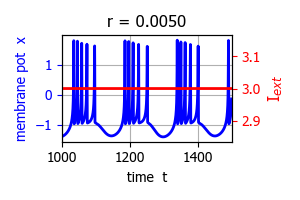 r = 0.0050
membrane pot x
1
0
−1
3.1
3.0
2.9
I_ext
1000
1200
1400
time t